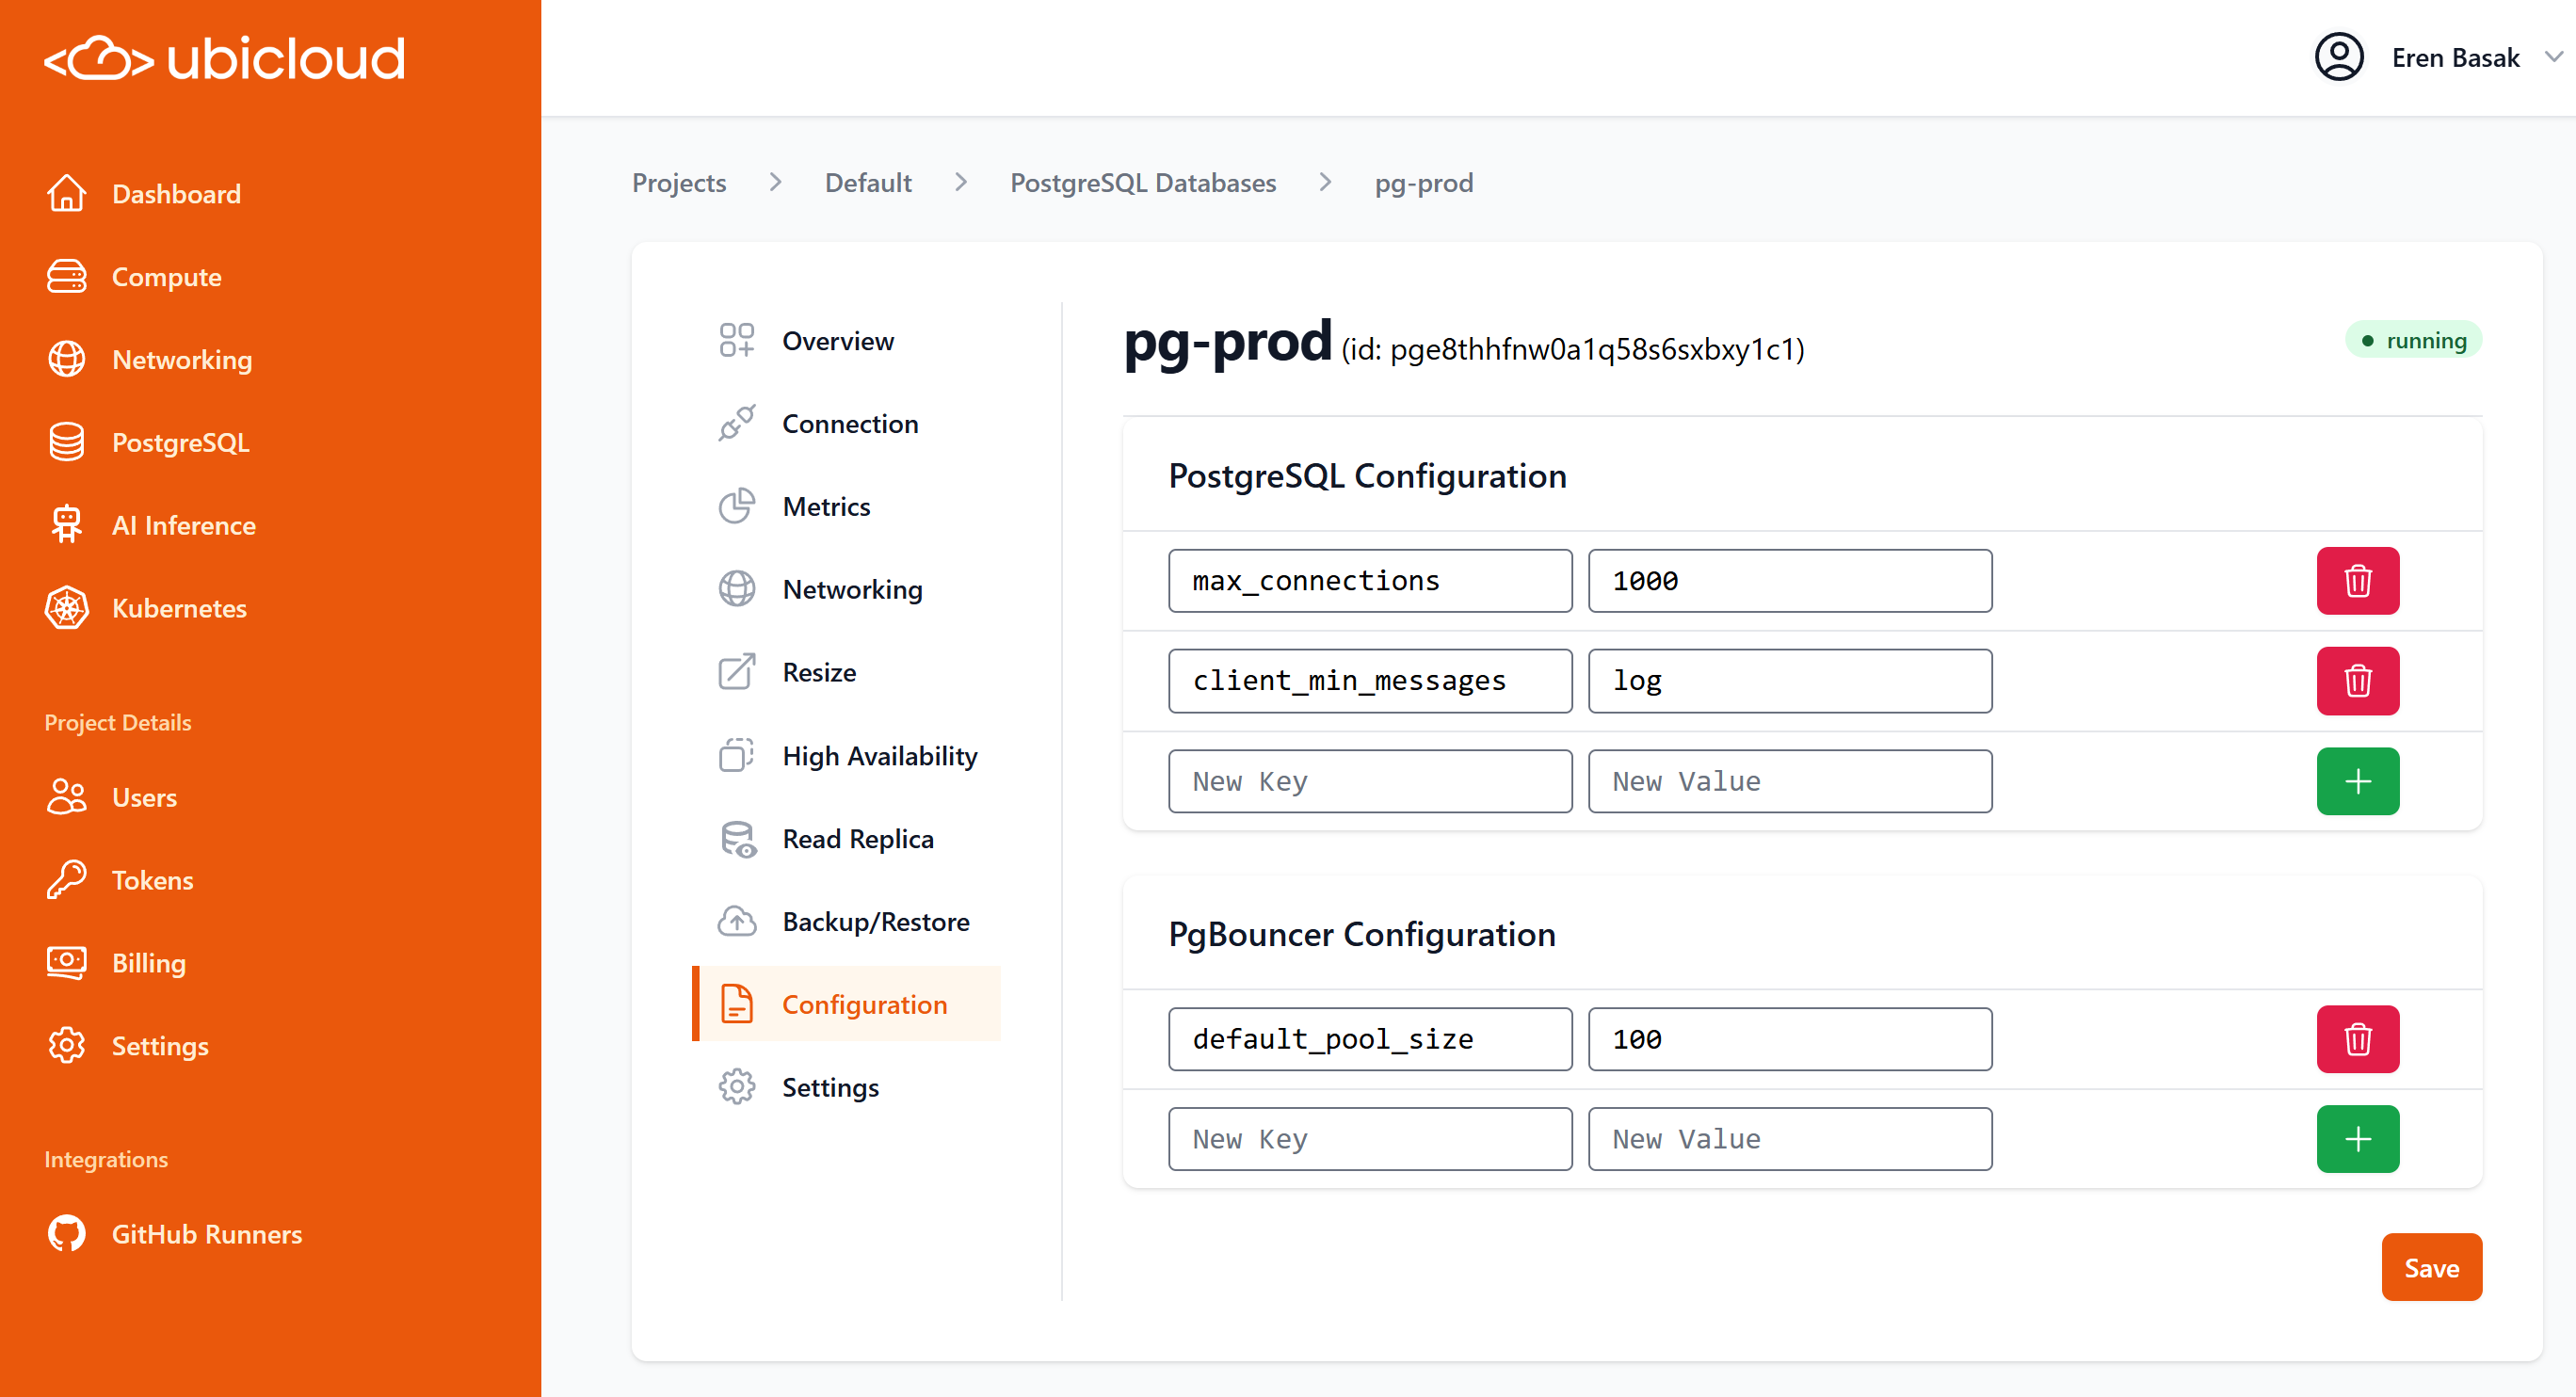 <ubicloud>
Eren Basak
Dashboard
Compute
Networking
PostgreSQL
AI Inference
Kubernetes
Project Details
Users
Tokens
Billing
Settings
Integrations
GitHub Runners
Projects > Default > PostgreSQL Databases > pg-prod
Overview
Connection
Metrics
Networking
Resize
High Availability
Read Replica
Backup/Restore
Configuration
Settings
pg-prod (id: pge8thhfnw0a1q58s6sxbxy1c1)
running
PostgreSQL Configuration
max_connections 1000
client_min_messages log
New Key New Value
PgBouncer Configuration
default_pool_size 100
New Key New Value
Save